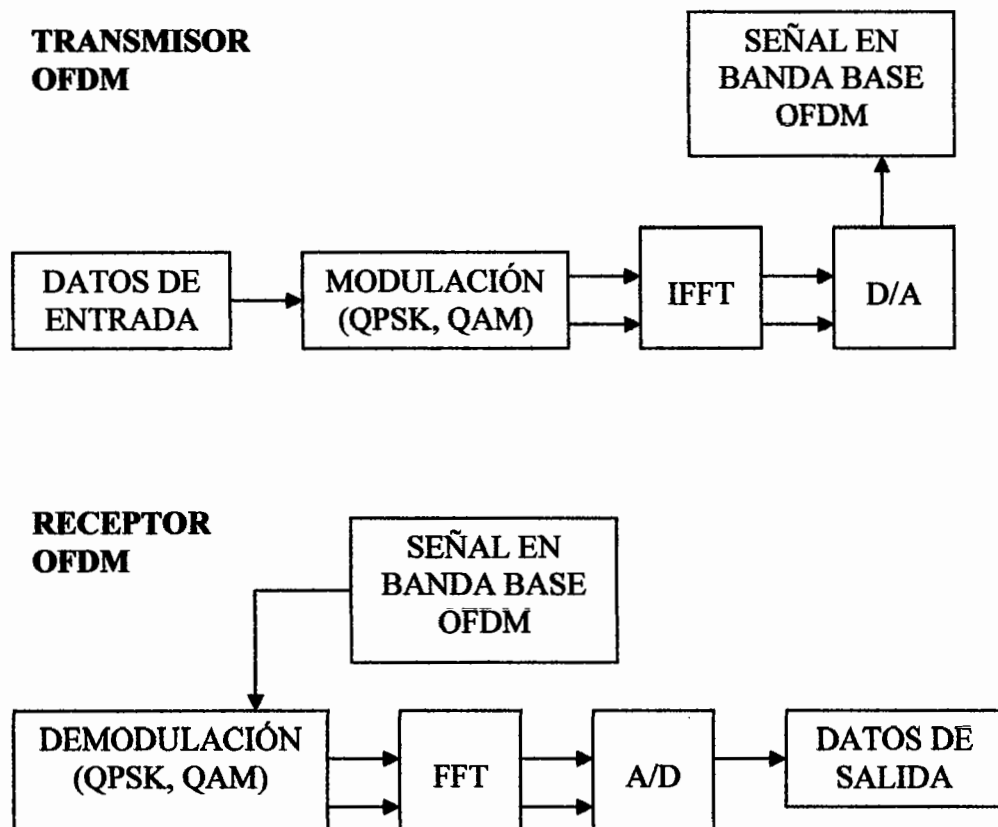 TRANSMISOR
OFDM
SEÑAL EN
BANDA BASE
OFDM
DATOS DE
ENTRADA
MODULACIÓN
(QPSK, QAM)
IFFT
D/A
RECEPTOR
OFDM
SEÑAL EN
BANDA BASE
OFDM
DEMODULACIÓN
(QPSK, QAM)
FFT
A/D
DATOS DE
SALIDA